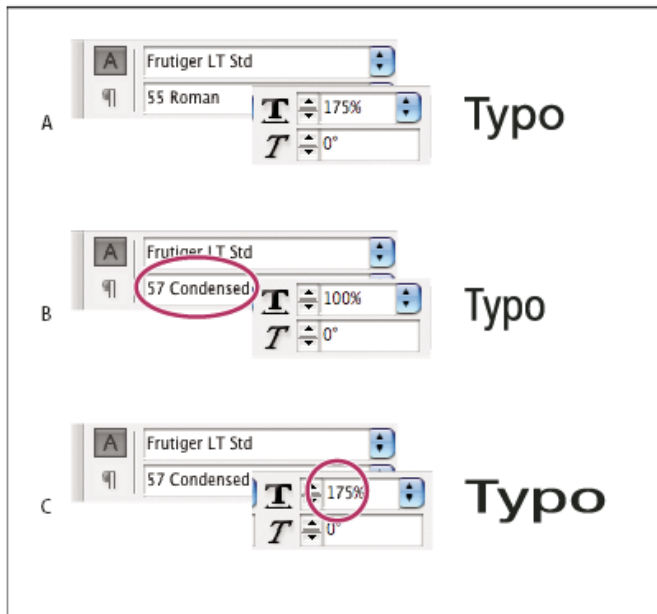 A
Frutiger LT Std
55 Roman
T 175%
T 0°
A
Typo
A
Frutiger LT Std
57 Condensed
T 100%
T 0°
B
Typo
A
Frutiger LT Std
57 Condensed
T 175%
T 0°
C
Typo